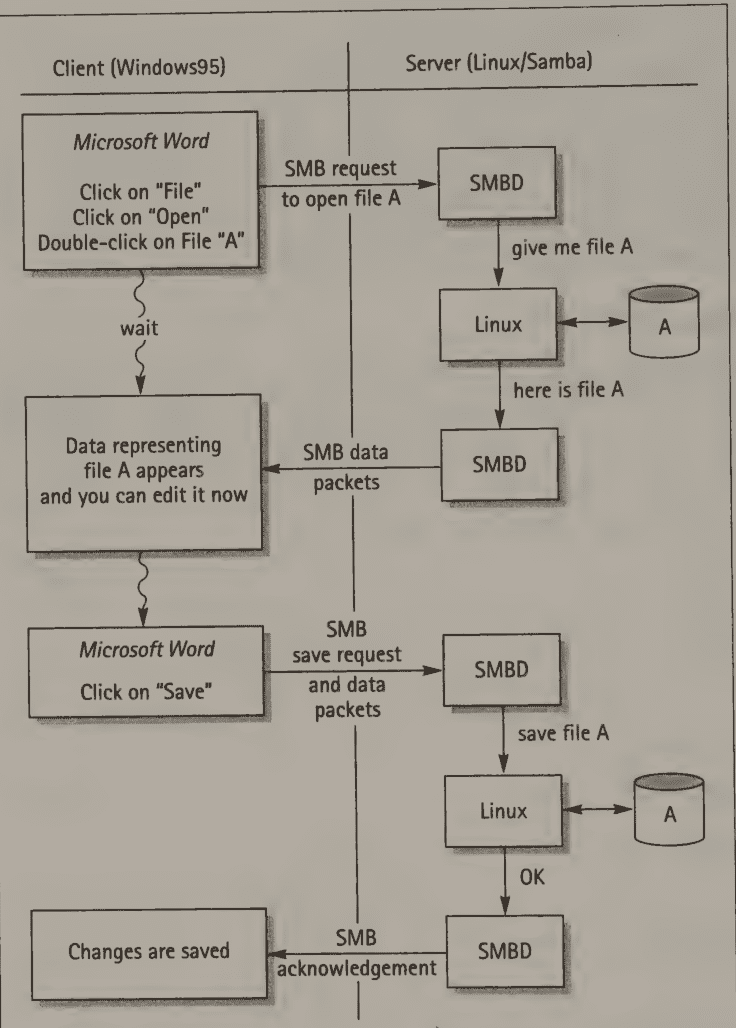 Client (Windows95)
Server (Linux/Samba)
Microsoft Word
Click on "File"
Click on "Open"
Double-click on File "A"
SMB request
to open file A
SMBD
give me file A
wait
Linux
A
here is file A
Data representing
file A appears
and you can edit it now
SMB data
packets
SMBD
Microsoft Word
Click on "Save"
SMB
save request
and data
packets
SMBD
save file A
Linux
A
OK
Changes are saved
SMB
acknowledgement
SMBD